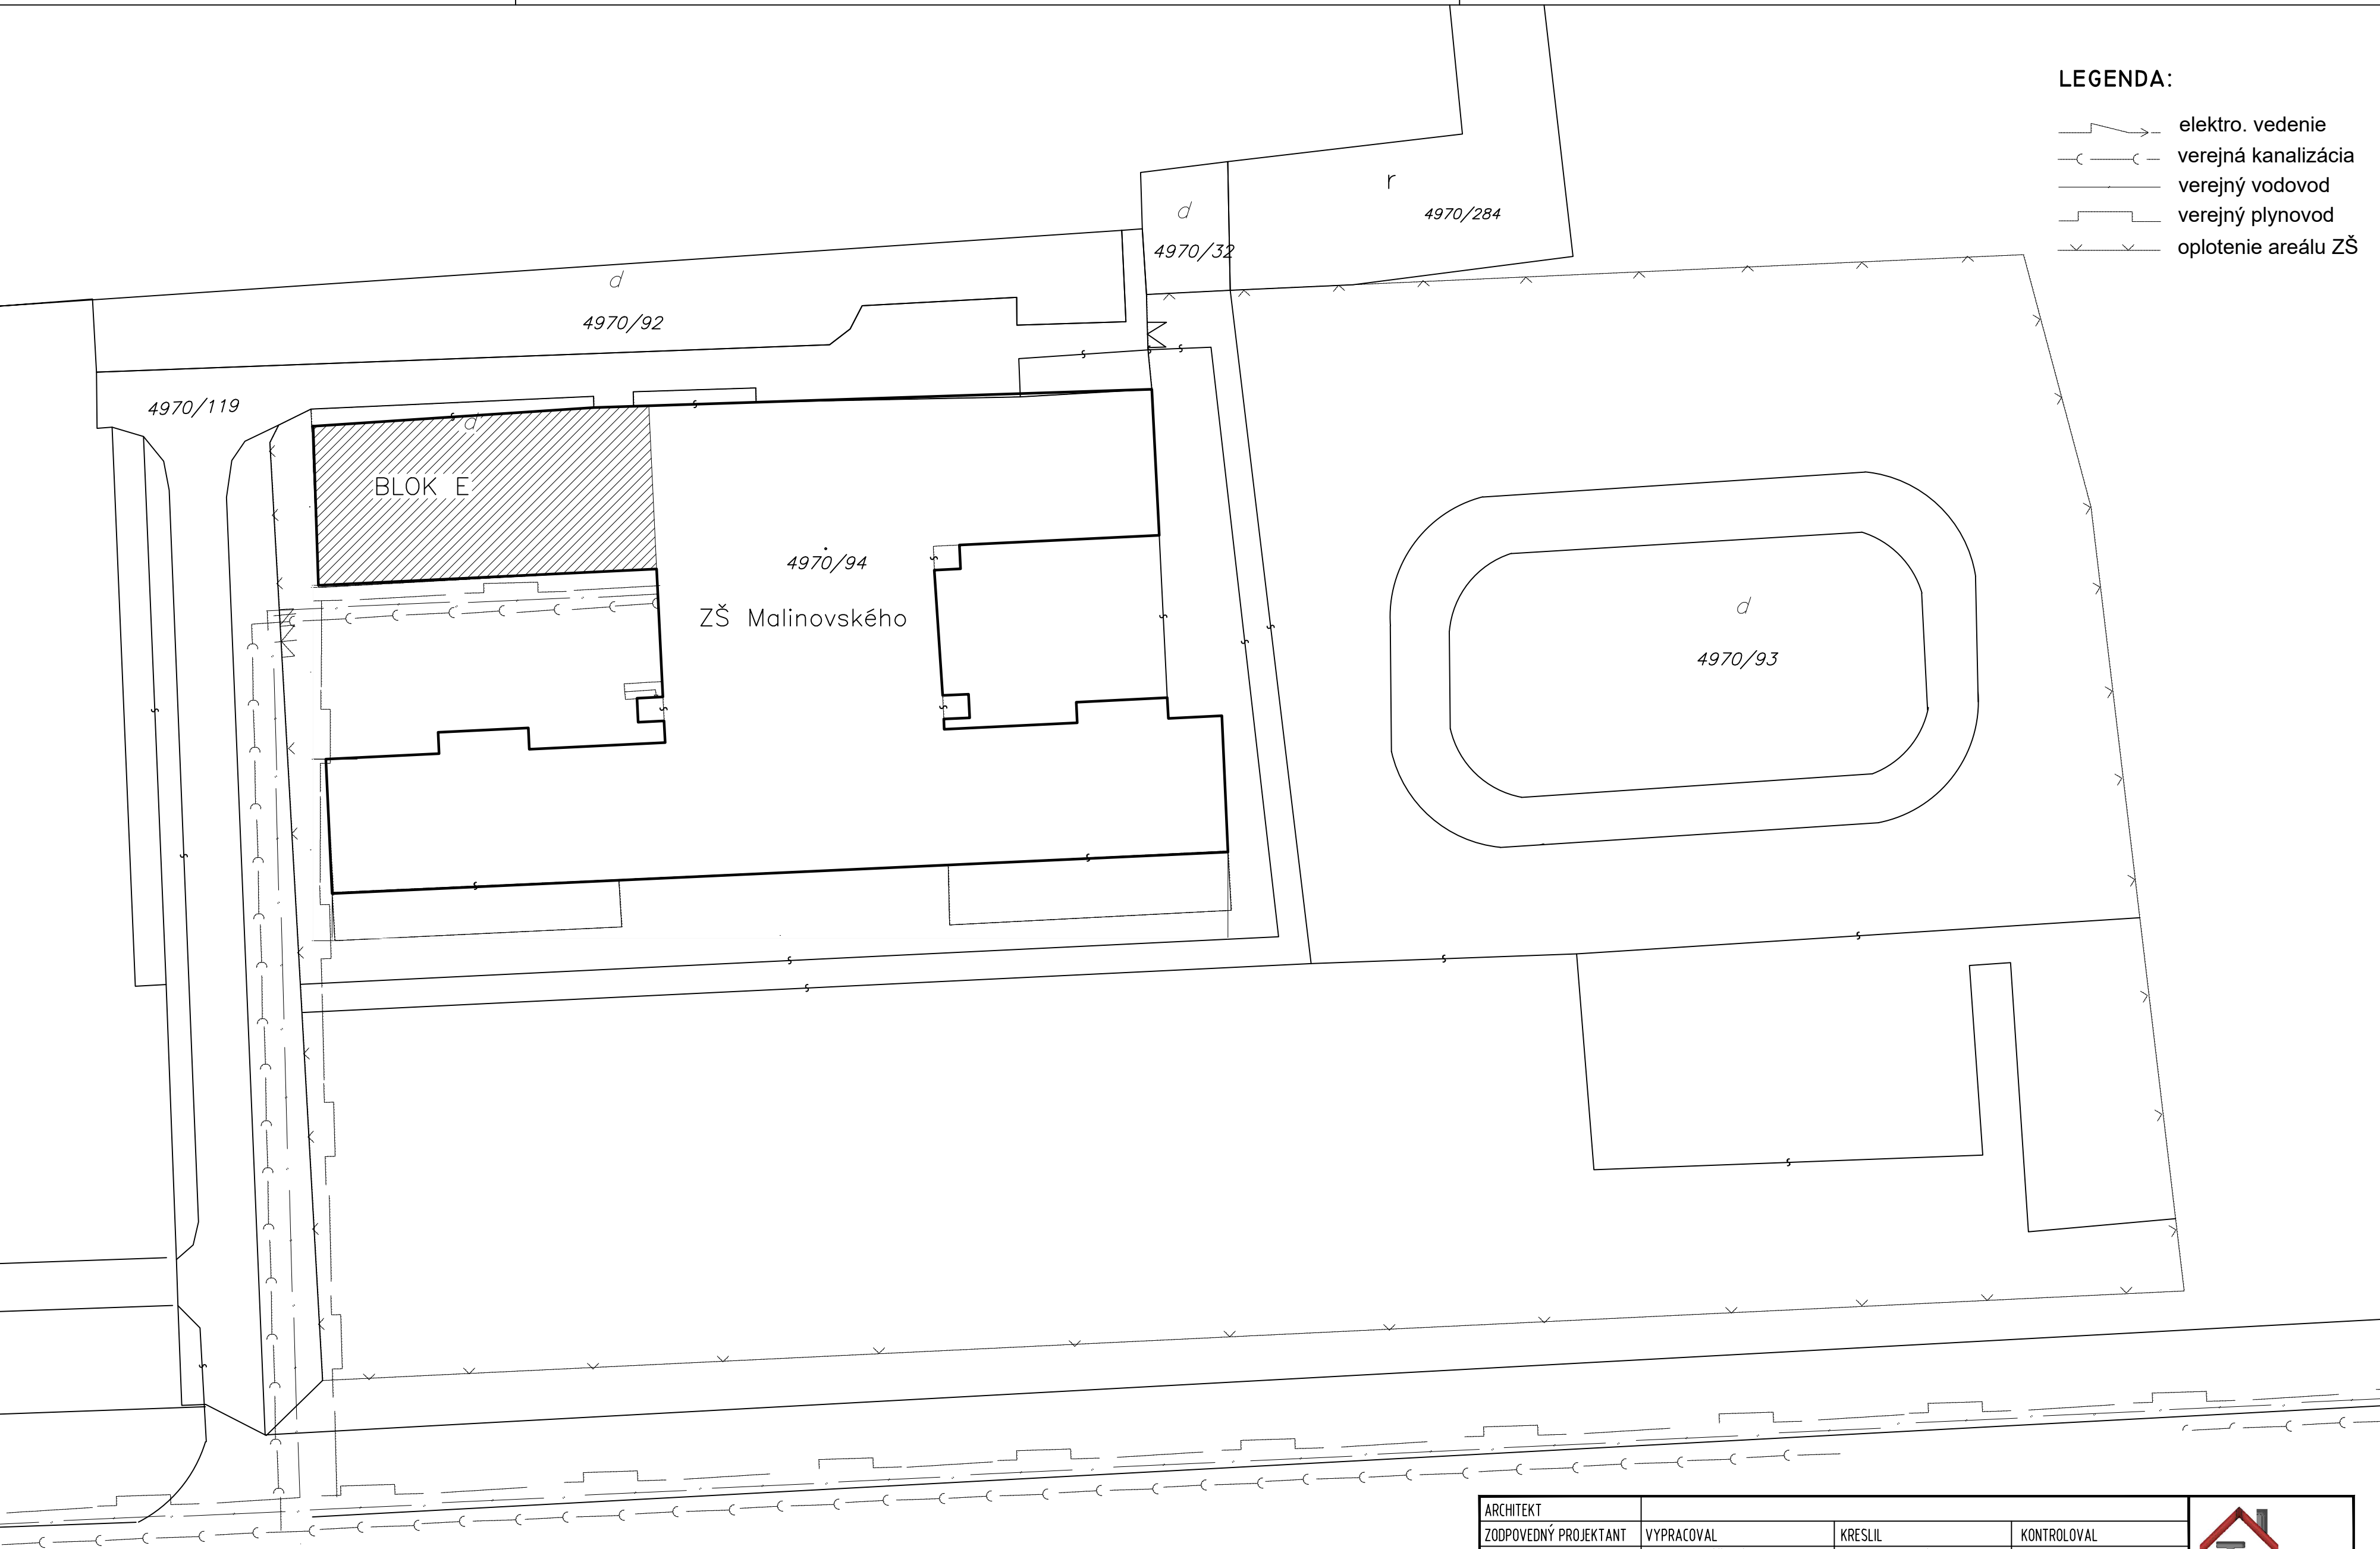 LEGENDA:
elektro. vedenie
verejná kanalizácia
verejný vodovod
verejný plynovod
oplotenie areálu ZŠ
r
4970/284
d
4970/32
d
4970/92
4970/119
d
BLOK E
4970/94
ZŠ Malinovského
d
4970/93
ARCHITEKT
ZODPOVEDNÝ PROJEKTANT VYPRACOVAL KRESLIL KONTROLOVAL